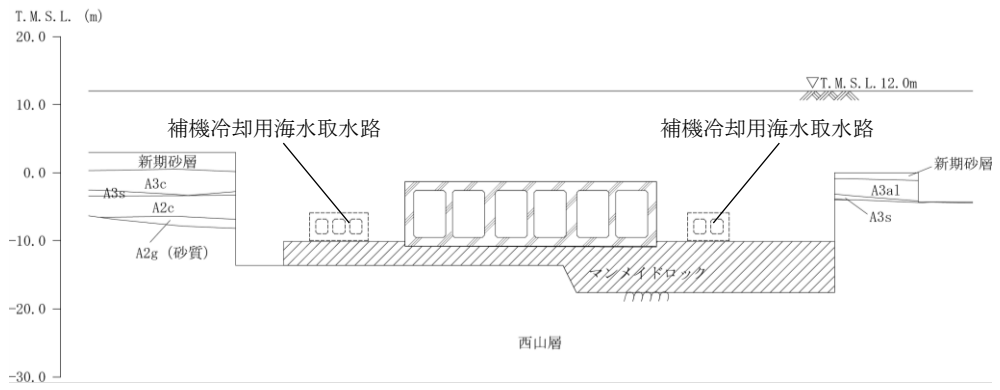 T.M.S.L. (m)
20.0
▽T.M.S.L.12.0m
10.0
補機冷却用海水取水路
補機冷却用海水取水路
新期砂層
新期砂層
0.0
A3c
A3s
A3al
A3s
A2c
A2g (砂質)
-10.0
マンメイドロック
-20.0
西山層
-30.0